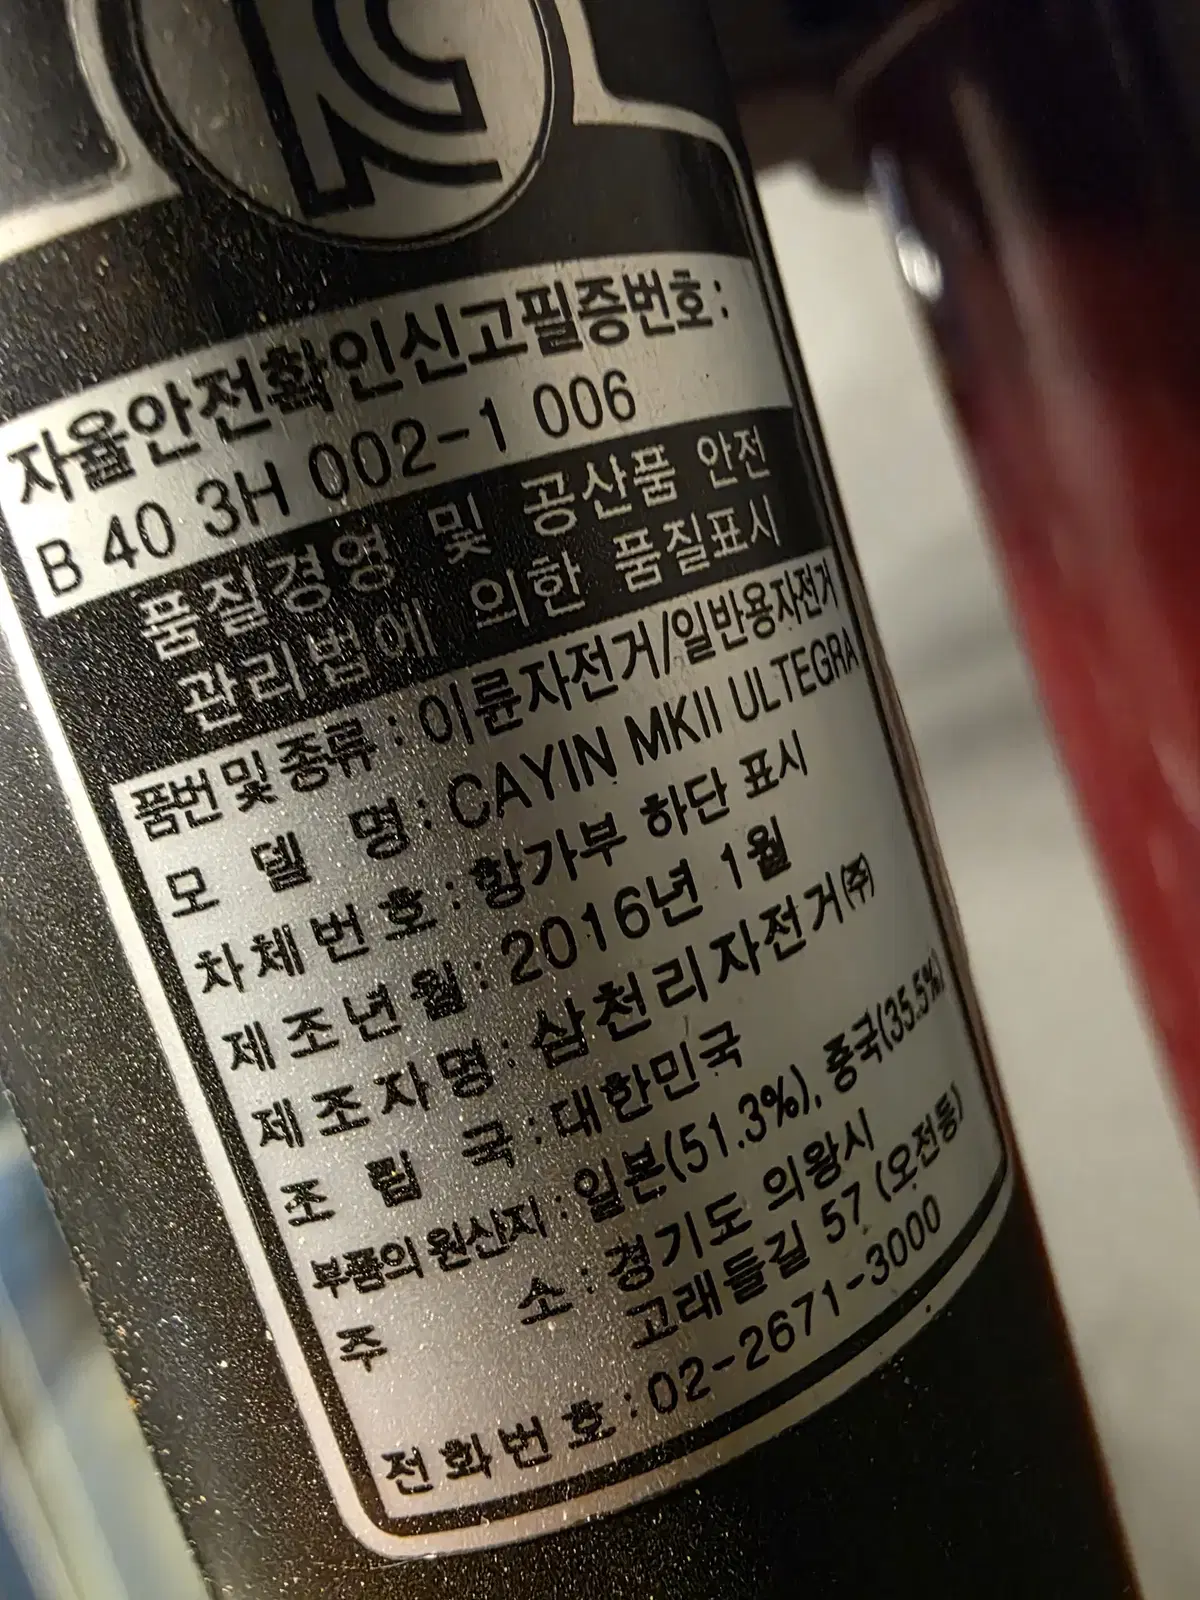 KC
자율안전확인신고필증번호:
B 40 3H 002-1 006
품질경영 및 공산품 안전
관리법에 의한 품질표시
품번 및 종류 : 이륜자전거/일반용자전거
모델명 : CAYIN MKII ULTEGRA
차체번호 : 항가부 하단 표시
제조년월 : 2016년 1월
제조자명 : 삼천리자전거(주)
조립국 : 대한민국
부품의 원산지 : 일본(51.3%), 중국(35.5%)
주소 : 경기도 의왕시
고래들길 57 (오전동)
전화번호 : 02-2671-3000